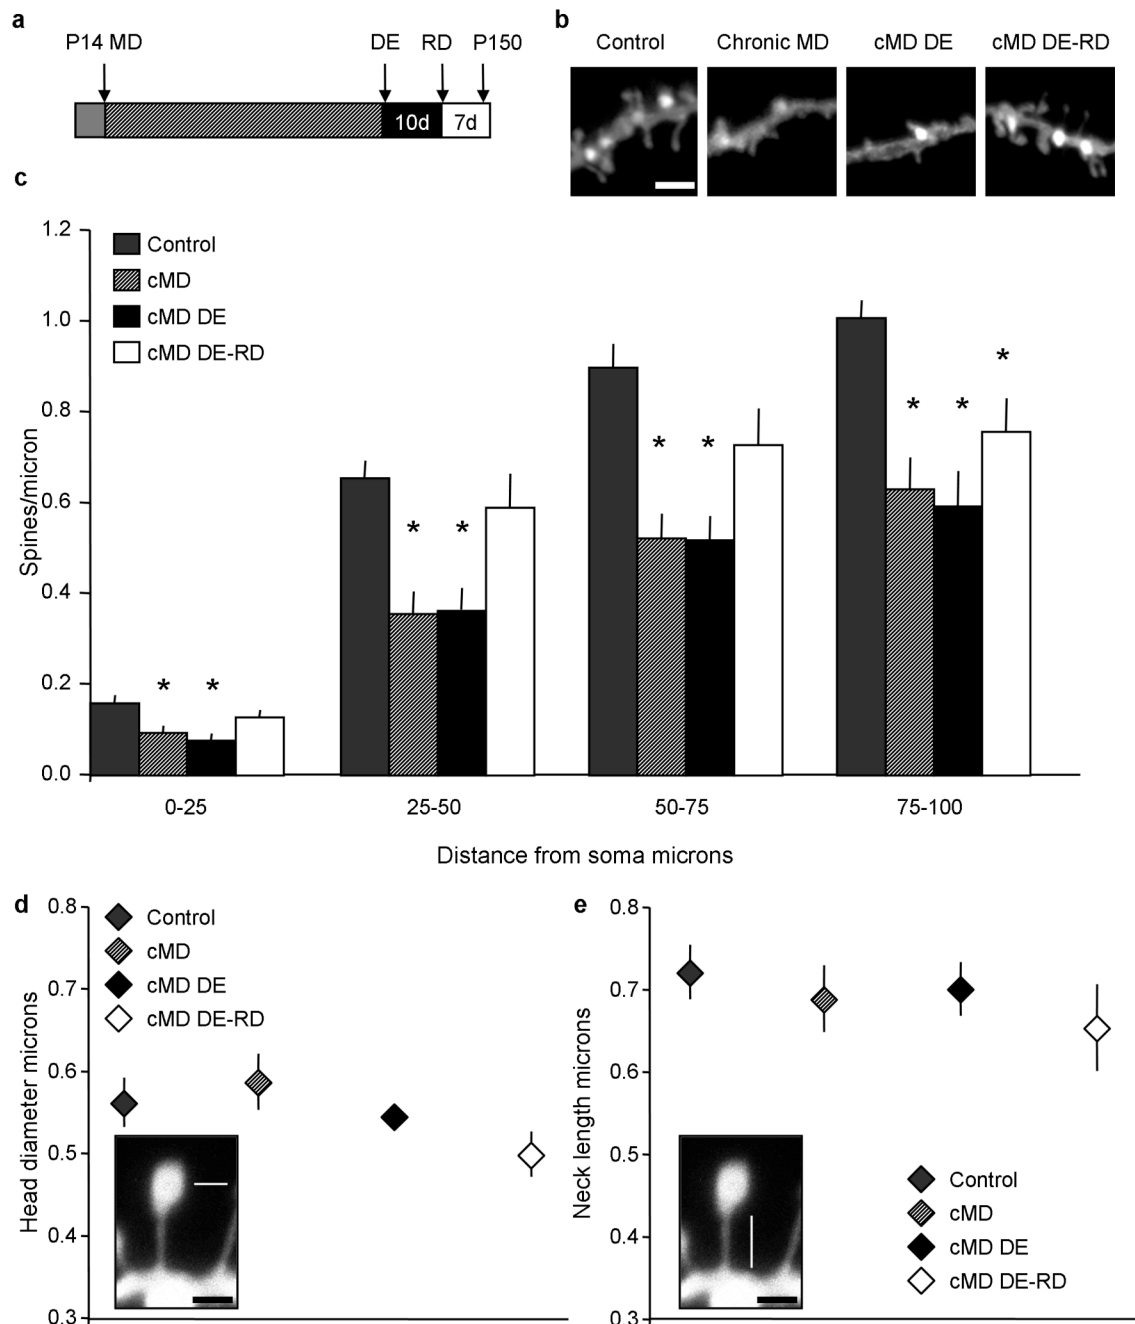 a
P14 MD DE RD P150
10d 7d
b
Control Chronic MD cMD DE cMD DE-RD
c
Spines/micron
1.2
1.0
0.8
0.6
0.4
0.2
0.0
Control
cMD
cMD DE
cMD DE-RD
* *
* *
* *
* * *
0-25 25-50 50-75 75-100
Distance from soma microns
d
Head diameter microns
0.8
0.7
0.6
0.5
0.4
0.3
Control
cMD
cMD DE
cMD DE-RD
e
Neck length microns
0.8
0.7
0.6
0.5
0.4
0.3
Control
cMD
cMD DE
cMD DE-RD